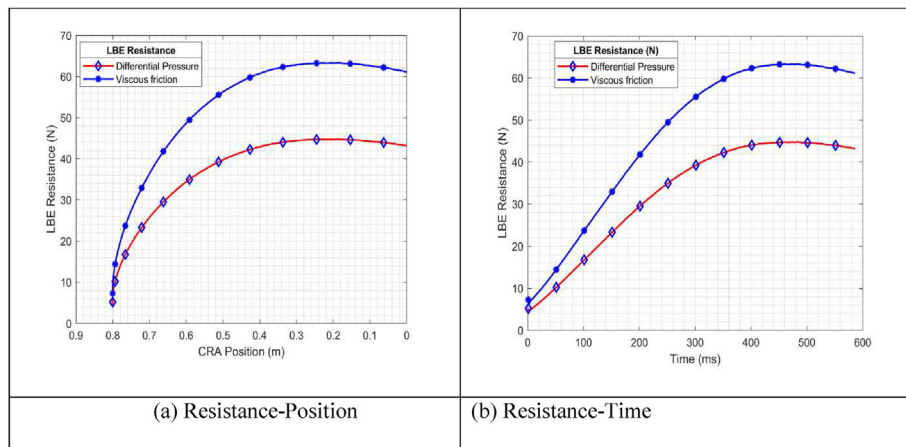 LBE Resistance
Differential Pressure
Viscous friction
LBE Resistance (N)
70
60
50
40
30
20
10
0
0.9 0.8 0.7 0.6 0.5 0.4 0.3 0.2 0.1 0
CRA Position (m)
LBE Resistance (N)
Differential Pressure
Viscous friction
LBE Resistance (N)
70
60
50
40
30
20
10
0
0 100 200 300 400 500 600
Time (ms)
(a) Resistance-Position
(b) Resistance-Time